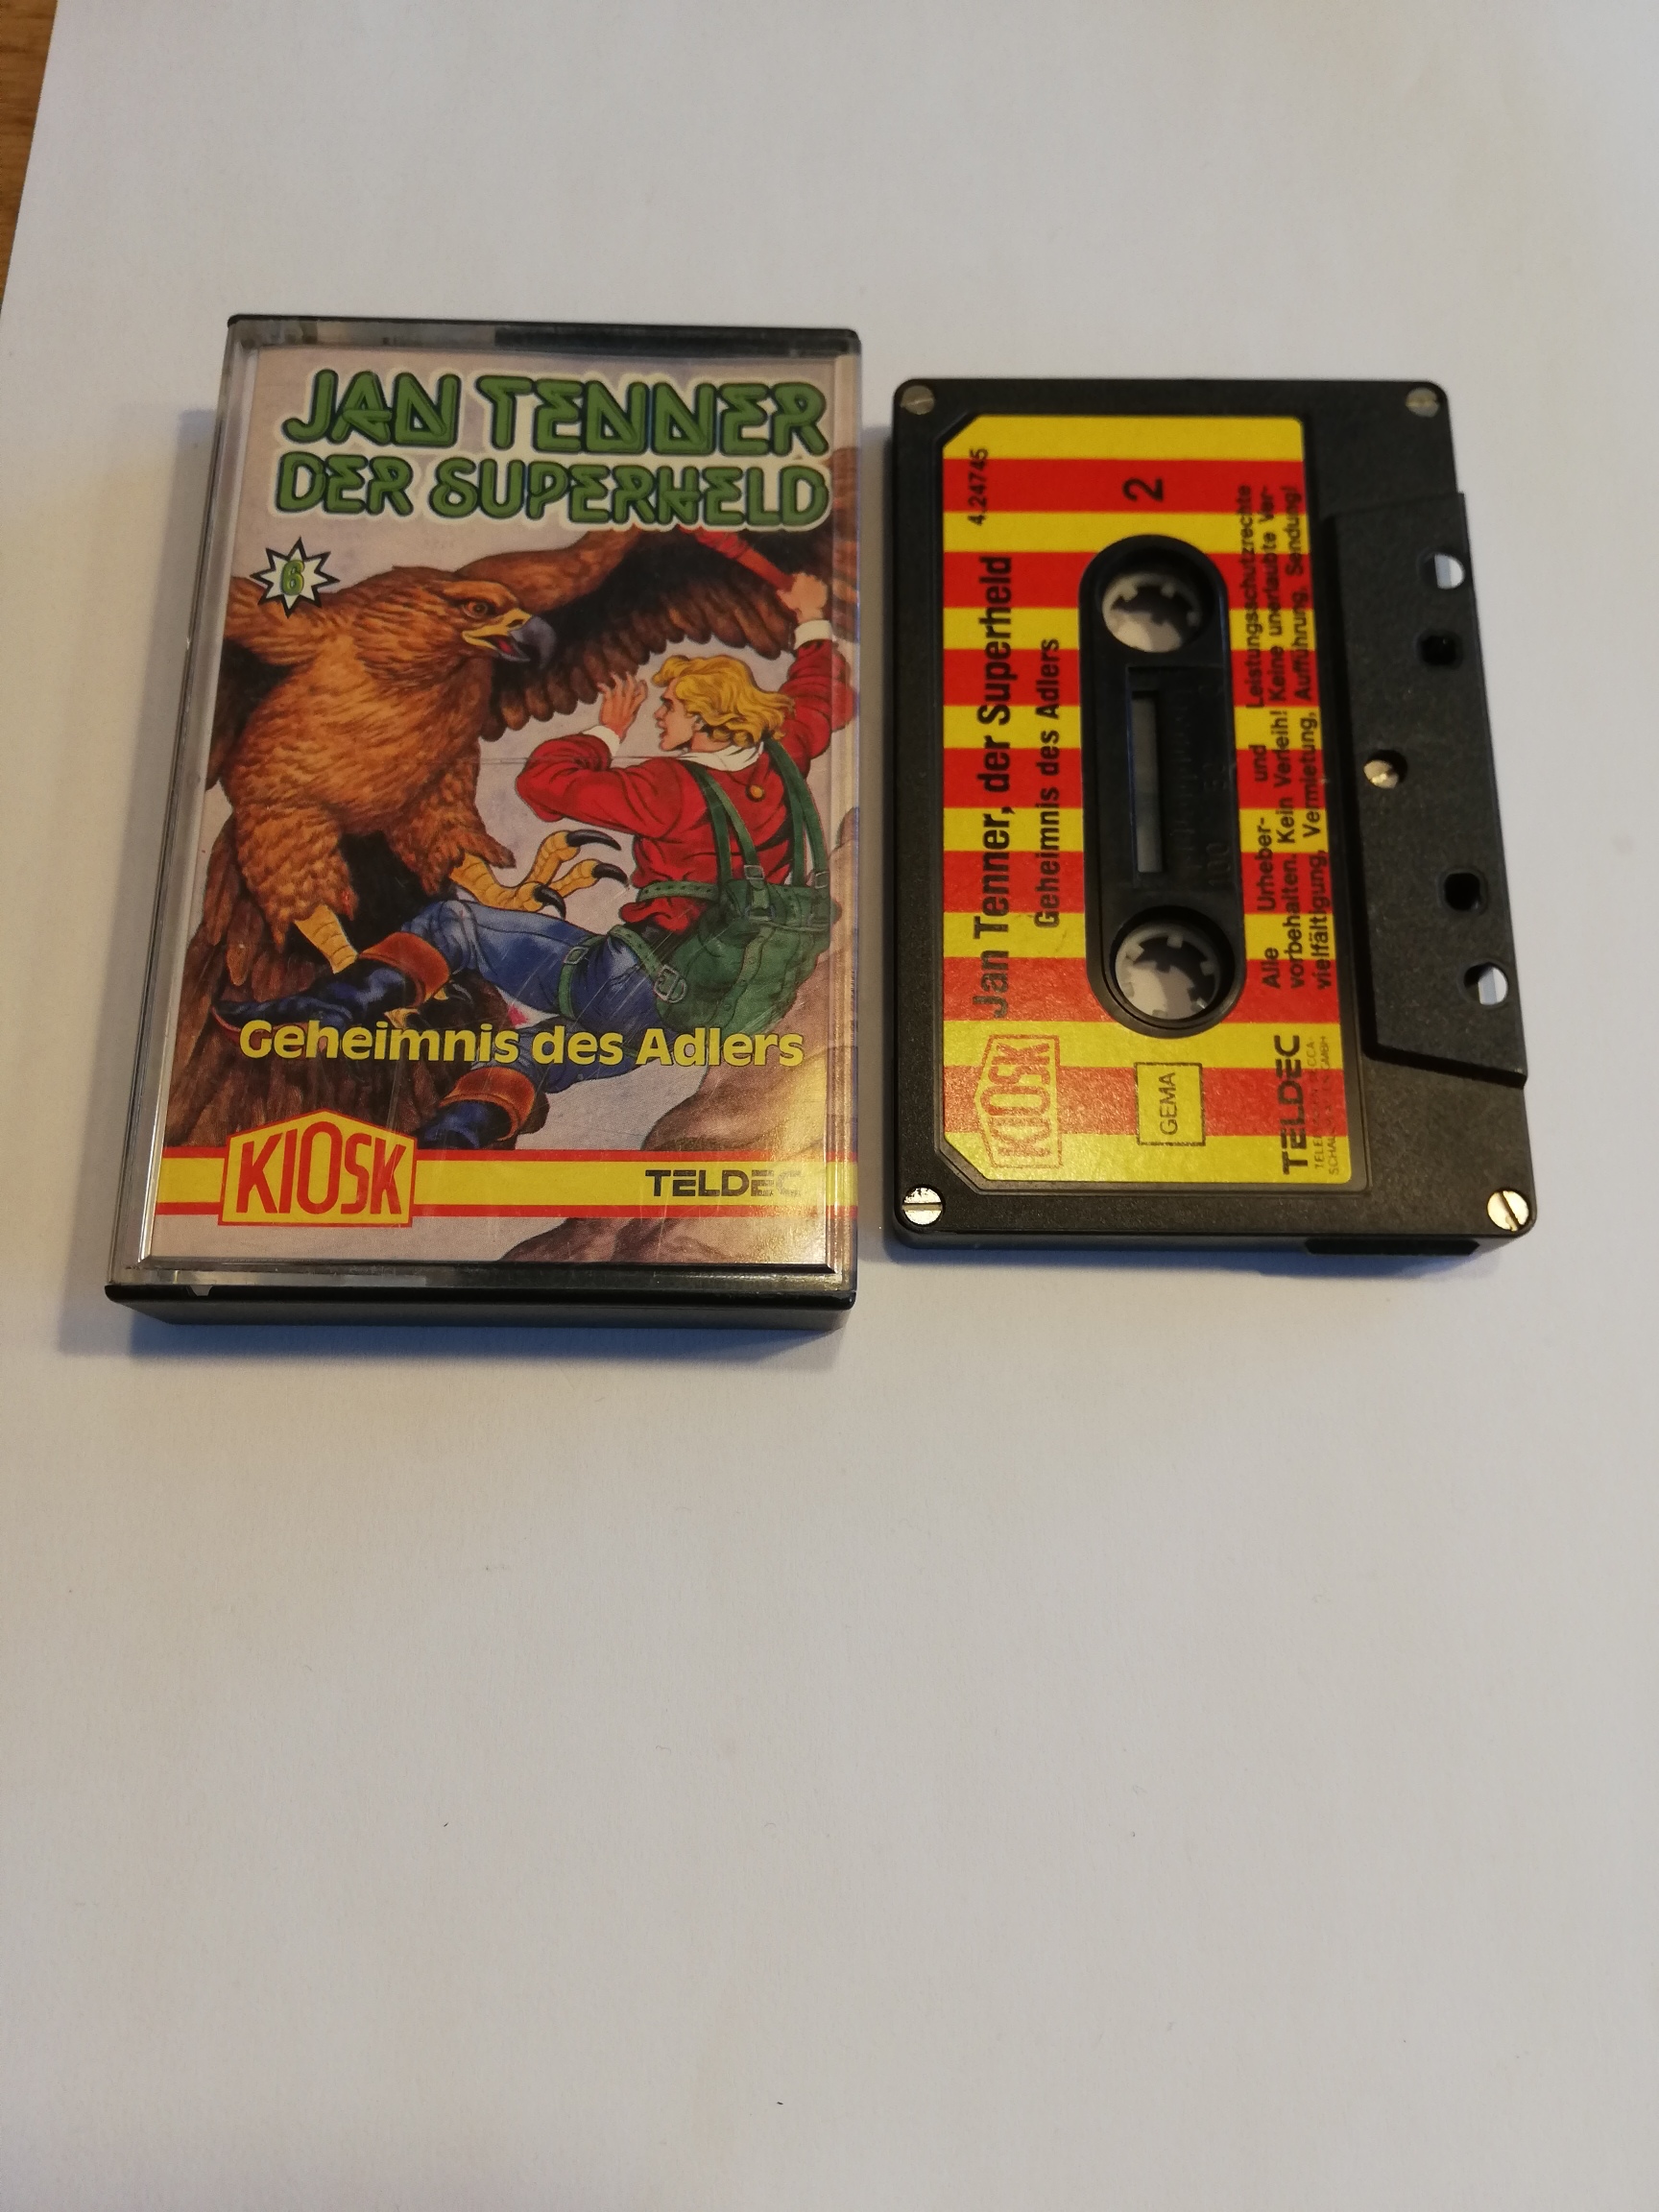 JAN TENNER
DER SUPERHELD
6
Geheimnis des Adlers
KIOSK
TELDEC
KIOSK
Jan Tenner, der Superheld
4.24745
Geheimnis des Adlers
GEMA
2
TELDEC
Alle Urheber- und Leistungsschutzrechte
vorbehalten. Kein Verleih! Keine unerlaubte Ver-
vielfältigung, Vermietung, Aufführung, Sendung!